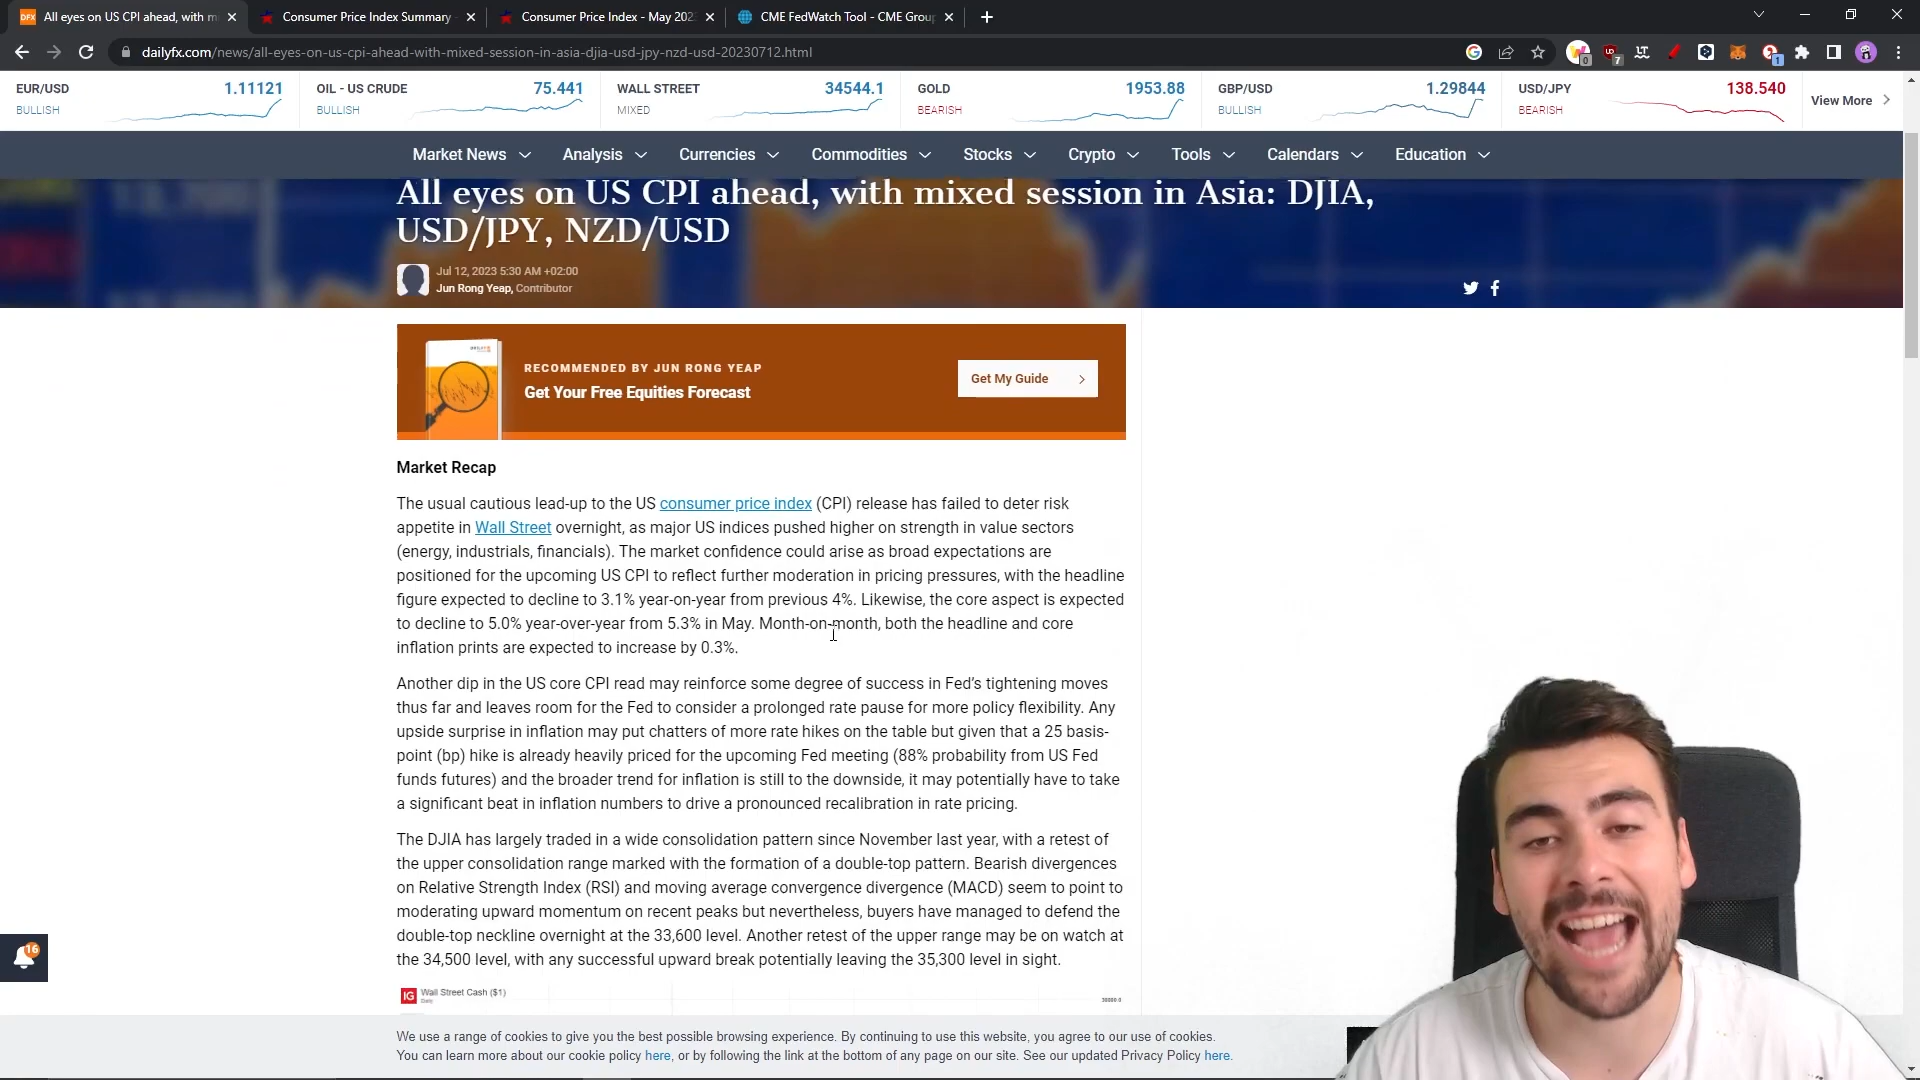 DFX All eyes on US CPI ahead, with m
Consumer Price Index Summary -
Consumer Price Index - May 202
CME FedWatch Tool - CME Group
dailyfx.com/news/all-eyes-on-us-cpi-ahead-with-mixed-session-in-asia-djia-usd-jpy-nzd-usd-20230712.html
0
7
1
EUR/USD 1.11121
BULLISH
OIL - US CRUDE 75.441
BULLISH
WALL STREET 34544.1
MIXED
GOLD 1953.88
BEARISH
GBP/USD 1.29844
BULLISH
USD/JPY 138.540
BEARISH
View More
Market News Analysis Currencies Commodities Stocks Crypto Tools Calendars Education
All eyes on US CPI ahead, with mixed session in Asia: DJIA,
USD/JPY, NZD/USD
Jul 12, 2023 5:30 AM +02:00
Jun Rong Yeap, Contributor
RECOMMENDED BY JUN RONG YEAP
Get Your Free Equities Forecast
Get My Guide
Market Recap
The usual cautious lead-up to the US consumer price index (CPI) release has failed to deter risk
appetite in Wall Street overnight, as major US indices pushed higher on strength in value sectors
(energy, industrials, financials). The market confidence could arise as broad expectations are
positioned for the upcoming US CPI to reflect further moderation in pricing pressures, with the headline
figure expected to decline to 3.1% year-on-year from previous 4%. Likewise, the core aspect is expected
to decline to 5.0% year-over-year from 5.3% in May. Month-on-month, both the headline and core
inflation prints are expected to increase by 0.3%.
Another dip in the US core CPI read may reinforce some degree of success in Fed's tightening moves
thus far and leaves room for the Fed to consider a prolonged rate pause for more policy flexibility. Any
upside surprise in inflation may put chatters of more rate hikes on the table but given that a 25 basis-
point (bp) hike is already heavily priced for the upcoming Fed meeting (88% probability from US Fed
funds futures) and the broader trend for inflation is still to the downside, it may potentially have to take
a significant beat in inflation numbers to drive a pronounced recalibration in rate pricing.
The DJIA has largely traded in a wide consolidation pattern since November last year, with a retest of
the upper consolidation range marked with the formation of a double-top pattern. Bearish divergences
on Relative Strength Index (RSI) and moving average convergence divergence (MACD) seem to point to
moderating upward momentum on recent peaks but nevertheless, buyers have managed to defend the
double-top neckline overnight at the 33,600 level. Another retest of the upper range may be on watch at
the 34,500 level, with any successful upward break potentially leaving the 35,300 level in sight.
16
IG Wall Street Cash ($1)
Daily
We use a range of cookies to give you the best possible browsing experience. By continuing to use this website, you agree to our use of cookies.
You can learn more about our cookie policy here, or by following the link at the bottom of any page on our site. See our updated Privacy Policy here.